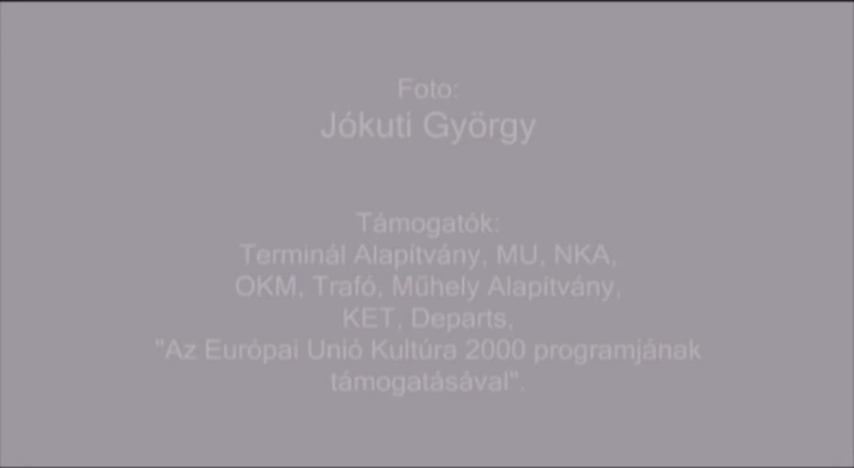 Foto:
Jókuti György
Támogatók:
Terminál Alapítvány, MU, NKA,
OKM, Trafó, Műhely Alapítvány,
KET, Departs,
"Az Európai Unió Kultúra 2000 programjának
támogatásával".